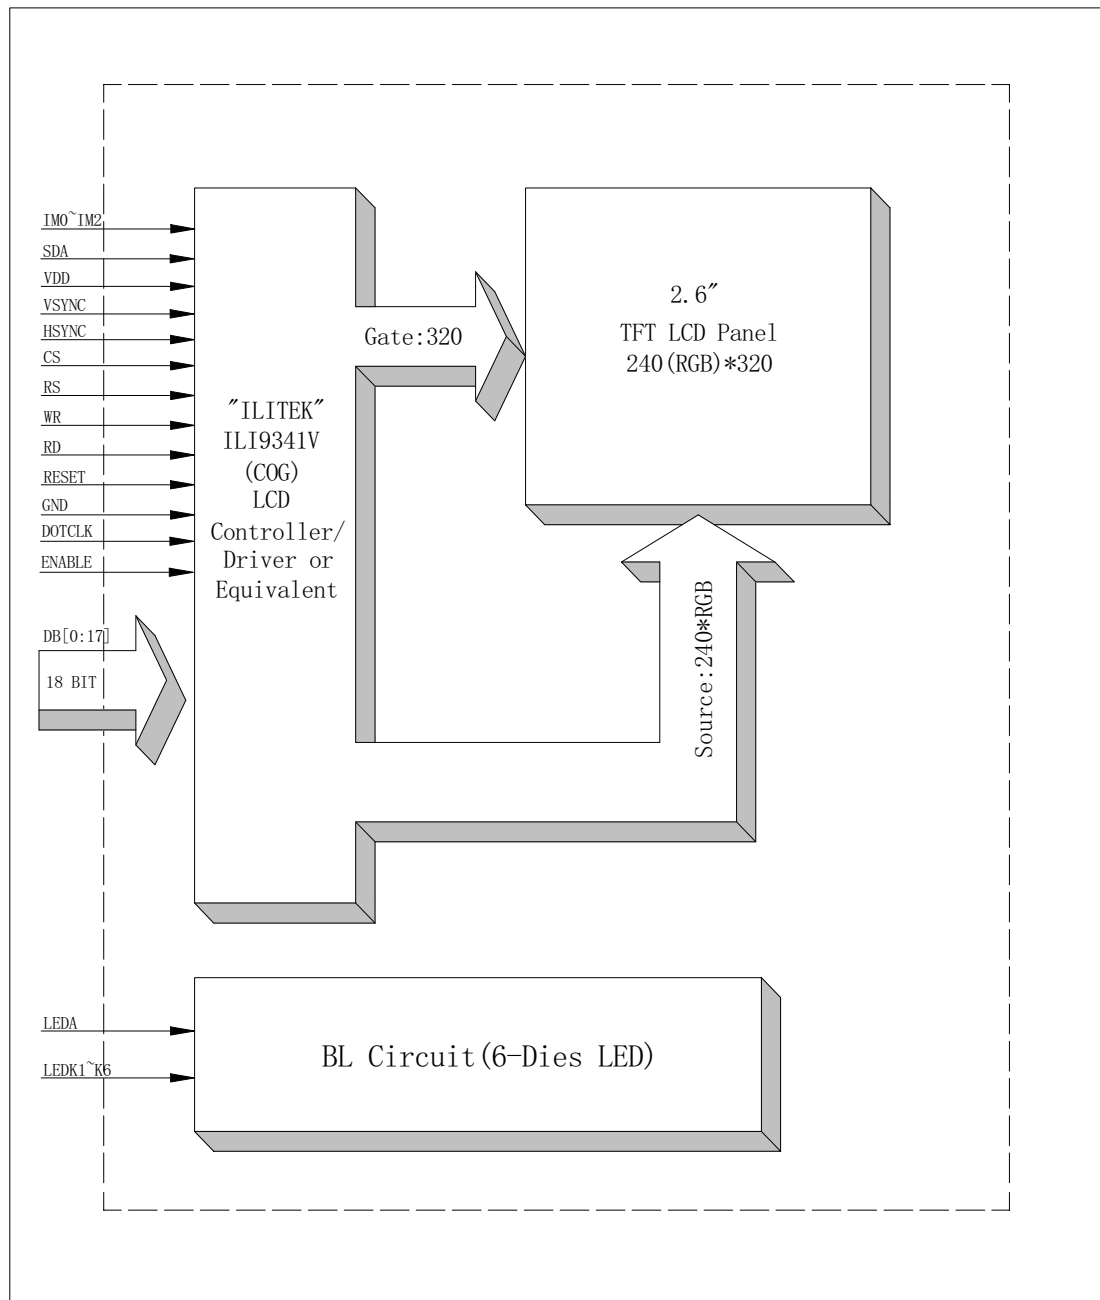 IM0~IM2
SDA
VDD
VSYNC
HSYNC
CS
RS
WR
RD
RESET
GND
DOTCLK
ENABLE
DB[0:17]
18 BIT
"ILITEK"
ILI9341V
(COG)
LCD
Controller/
Driver or
Equivalent
Gate:320
2.6"
TFT LCD Panel
240(RGB)*320
Source:240*RGB
LEDA
LEDK1~K6
BL Circuit(6-Dies LED)